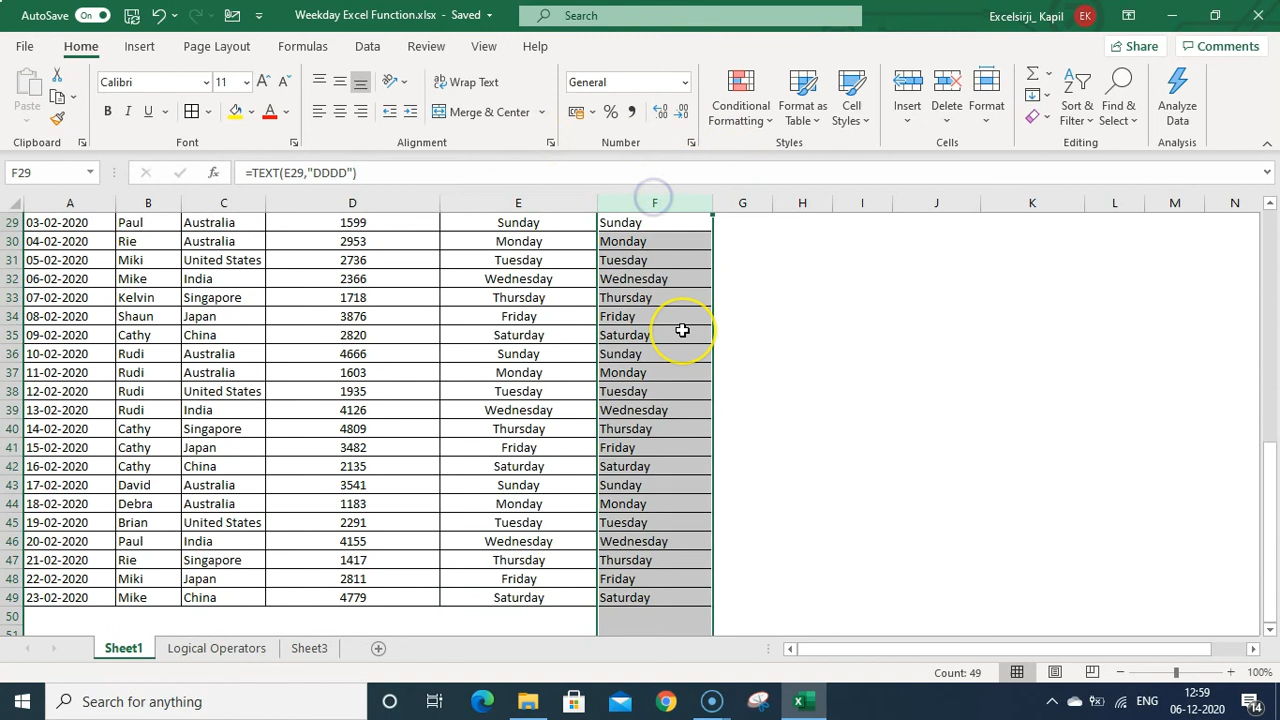 AutoSave On Weekday Excel Function.xlsx - Saved Search Excelsirji_ Kapil EK
File Home Insert Page Layout Formulas Data Review View Help Share Comments
Paste Calibri 11 Wrap Text General Conditional Formatting Format as Table Cell Styles Insert Delete Format Sort & Filter Find & Select Analyze Data
B I U A Merge & Center %
Clipboard Font Alignment Number Styles Cells Editing Analysis
F29 fx =TEXT(E29,"DDDD")
A B C D E F G H I J K L M N
29 03-02-2020 Paul Australia 1599 Sunday Sunday
30 04-02-2020 Rie Australia 2953 Monday Monday
31 05-02-2020 Miki United States 2736 Tuesday Tuesday
32 06-02-2020 Mike India 2366 Wednesday Wednesday
33 07-02-2020 Kelvin Singapore 1718 Thursday Thursday
34 08-02-2020 Shaun Japan 3876 Friday Friday
35 09-02-2020 Cathy China 2820 Saturday Saturday
36 10-02-2020 Rudi Australia 4666 Sunday Sunday
37 11-02-2020 Rudi Australia 1603 Monday Monday
38 12-02-2020 Rudi United States 1935 Tuesday Tuesday
39 13-02-2020 Rudi India 4126 Wednesday Wednesday
40 14-02-2020 Cathy Singapore 4809 Thursday Thursday
41 15-02-2020 Cathy Japan 3482 Friday Friday
42 16-02-2020 Cathy China 2135 Saturday Saturday
43 17-02-2020 David Australia 3541 Sunday Sunday
44 18-02-2020 Debra Australia 1183 Monday Monday
45 19-02-2020 Brian United States 2291 Tuesday Tuesday
46 20-02-2020 Paul India 4155 Wednesday Wednesday
47 21-02-2020 Rie Singapore 1417 Thursday Thursday
48 22-02-2020 Miki Japan 2811 Friday Friday
49 23-02-2020 Mike China 4779 Saturday Saturday
50
51
Sheet1 Logical Operators Sheet3
Count: 49 100%
Search for anything ENG 12:59
06-12-2020 14